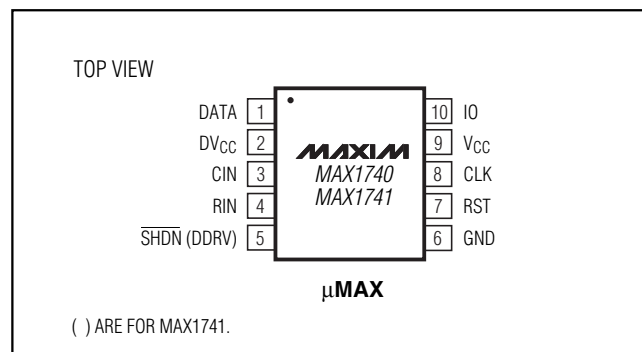 TOP VIEW
DATA 1
DVCC 2
CIN 3
RIN 4
SHDN (DDRV) 5
MAXIM
MAX1740
MAX1741
10 IO
9 VCC
8 CLK
7 RST
6 GND
µMAX
( ) ARE FOR MAX1741.